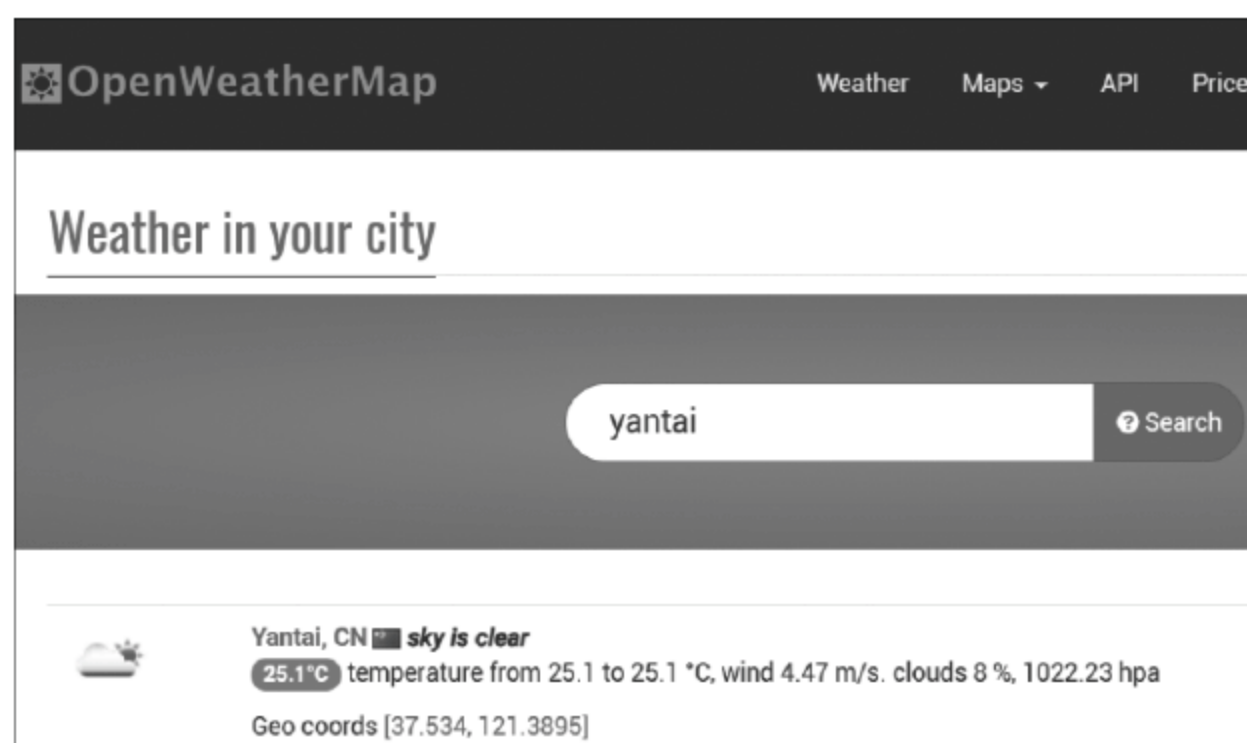 OpenWeatherMap Weather Maps API Price
Weather in your city
yantai Search
Yantai, CN sky is clear
25.1°C temperature from 25.1 to 25.1 °C, wind 4.47 m/s. clouds 8 %, 1022.23 hpa
Geo coords [37.534, 121.3895]